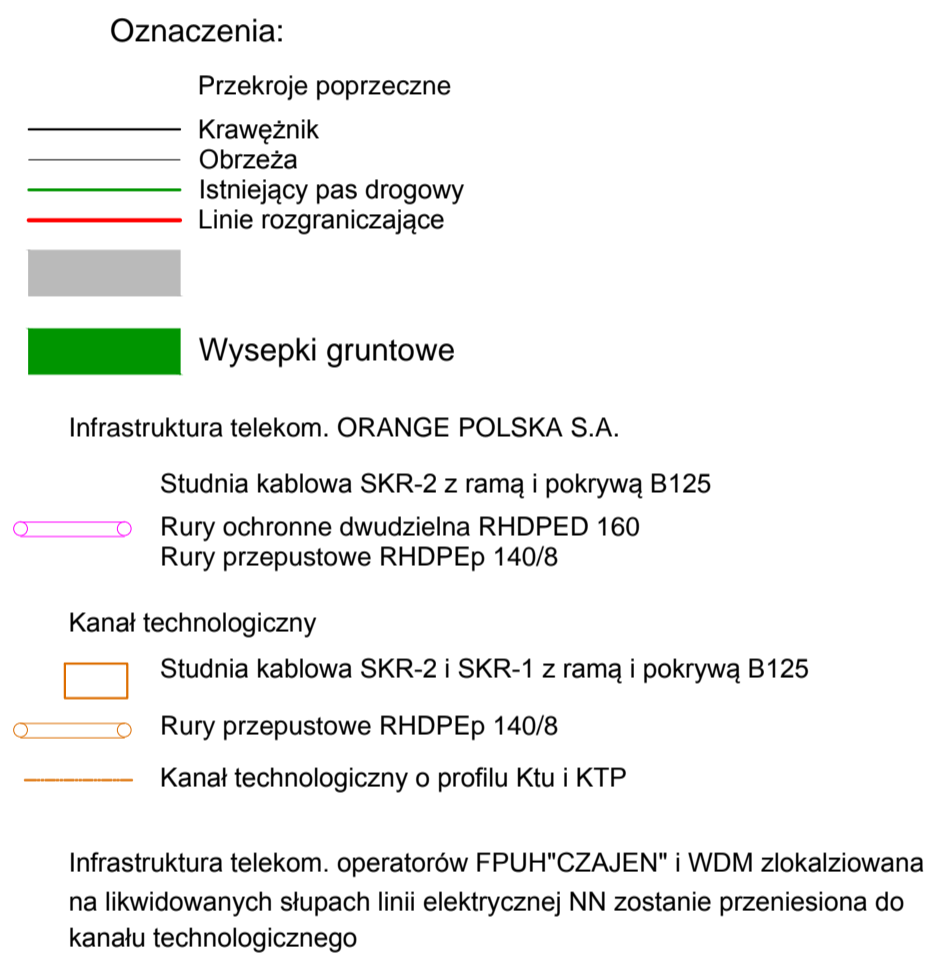 Oznaczenia:
Przekroje poprzeczne
Krawężnik
Obrzeża
Istniejący pas drogowy
Linie rozgraniczające
Wysepki gruntowe
Infrastruktura telekom. ORANGE POLSKA S.A.
Studnia kablowa SKR-2 z ramą i pokrywą B125
Rury ochronne dwudzielna RHDPED 160
Rury przepustowe RHDPEp 140/8
Kanał technologiczny
Studnia kablowa SKR-2 i SKR-1 z ramą i pokrywą B125
Rury przepustowe RHDPEp 140/8
Kanał technologiczny o profilu Ktu i KTP
Infrastruktura telekom. operatorów FPUH"CZAJEN" i WDM zlokalziowana
na likwidowanych słupach linii elektrycznej NN zostanie przeniesiona do
kanału technologicznego